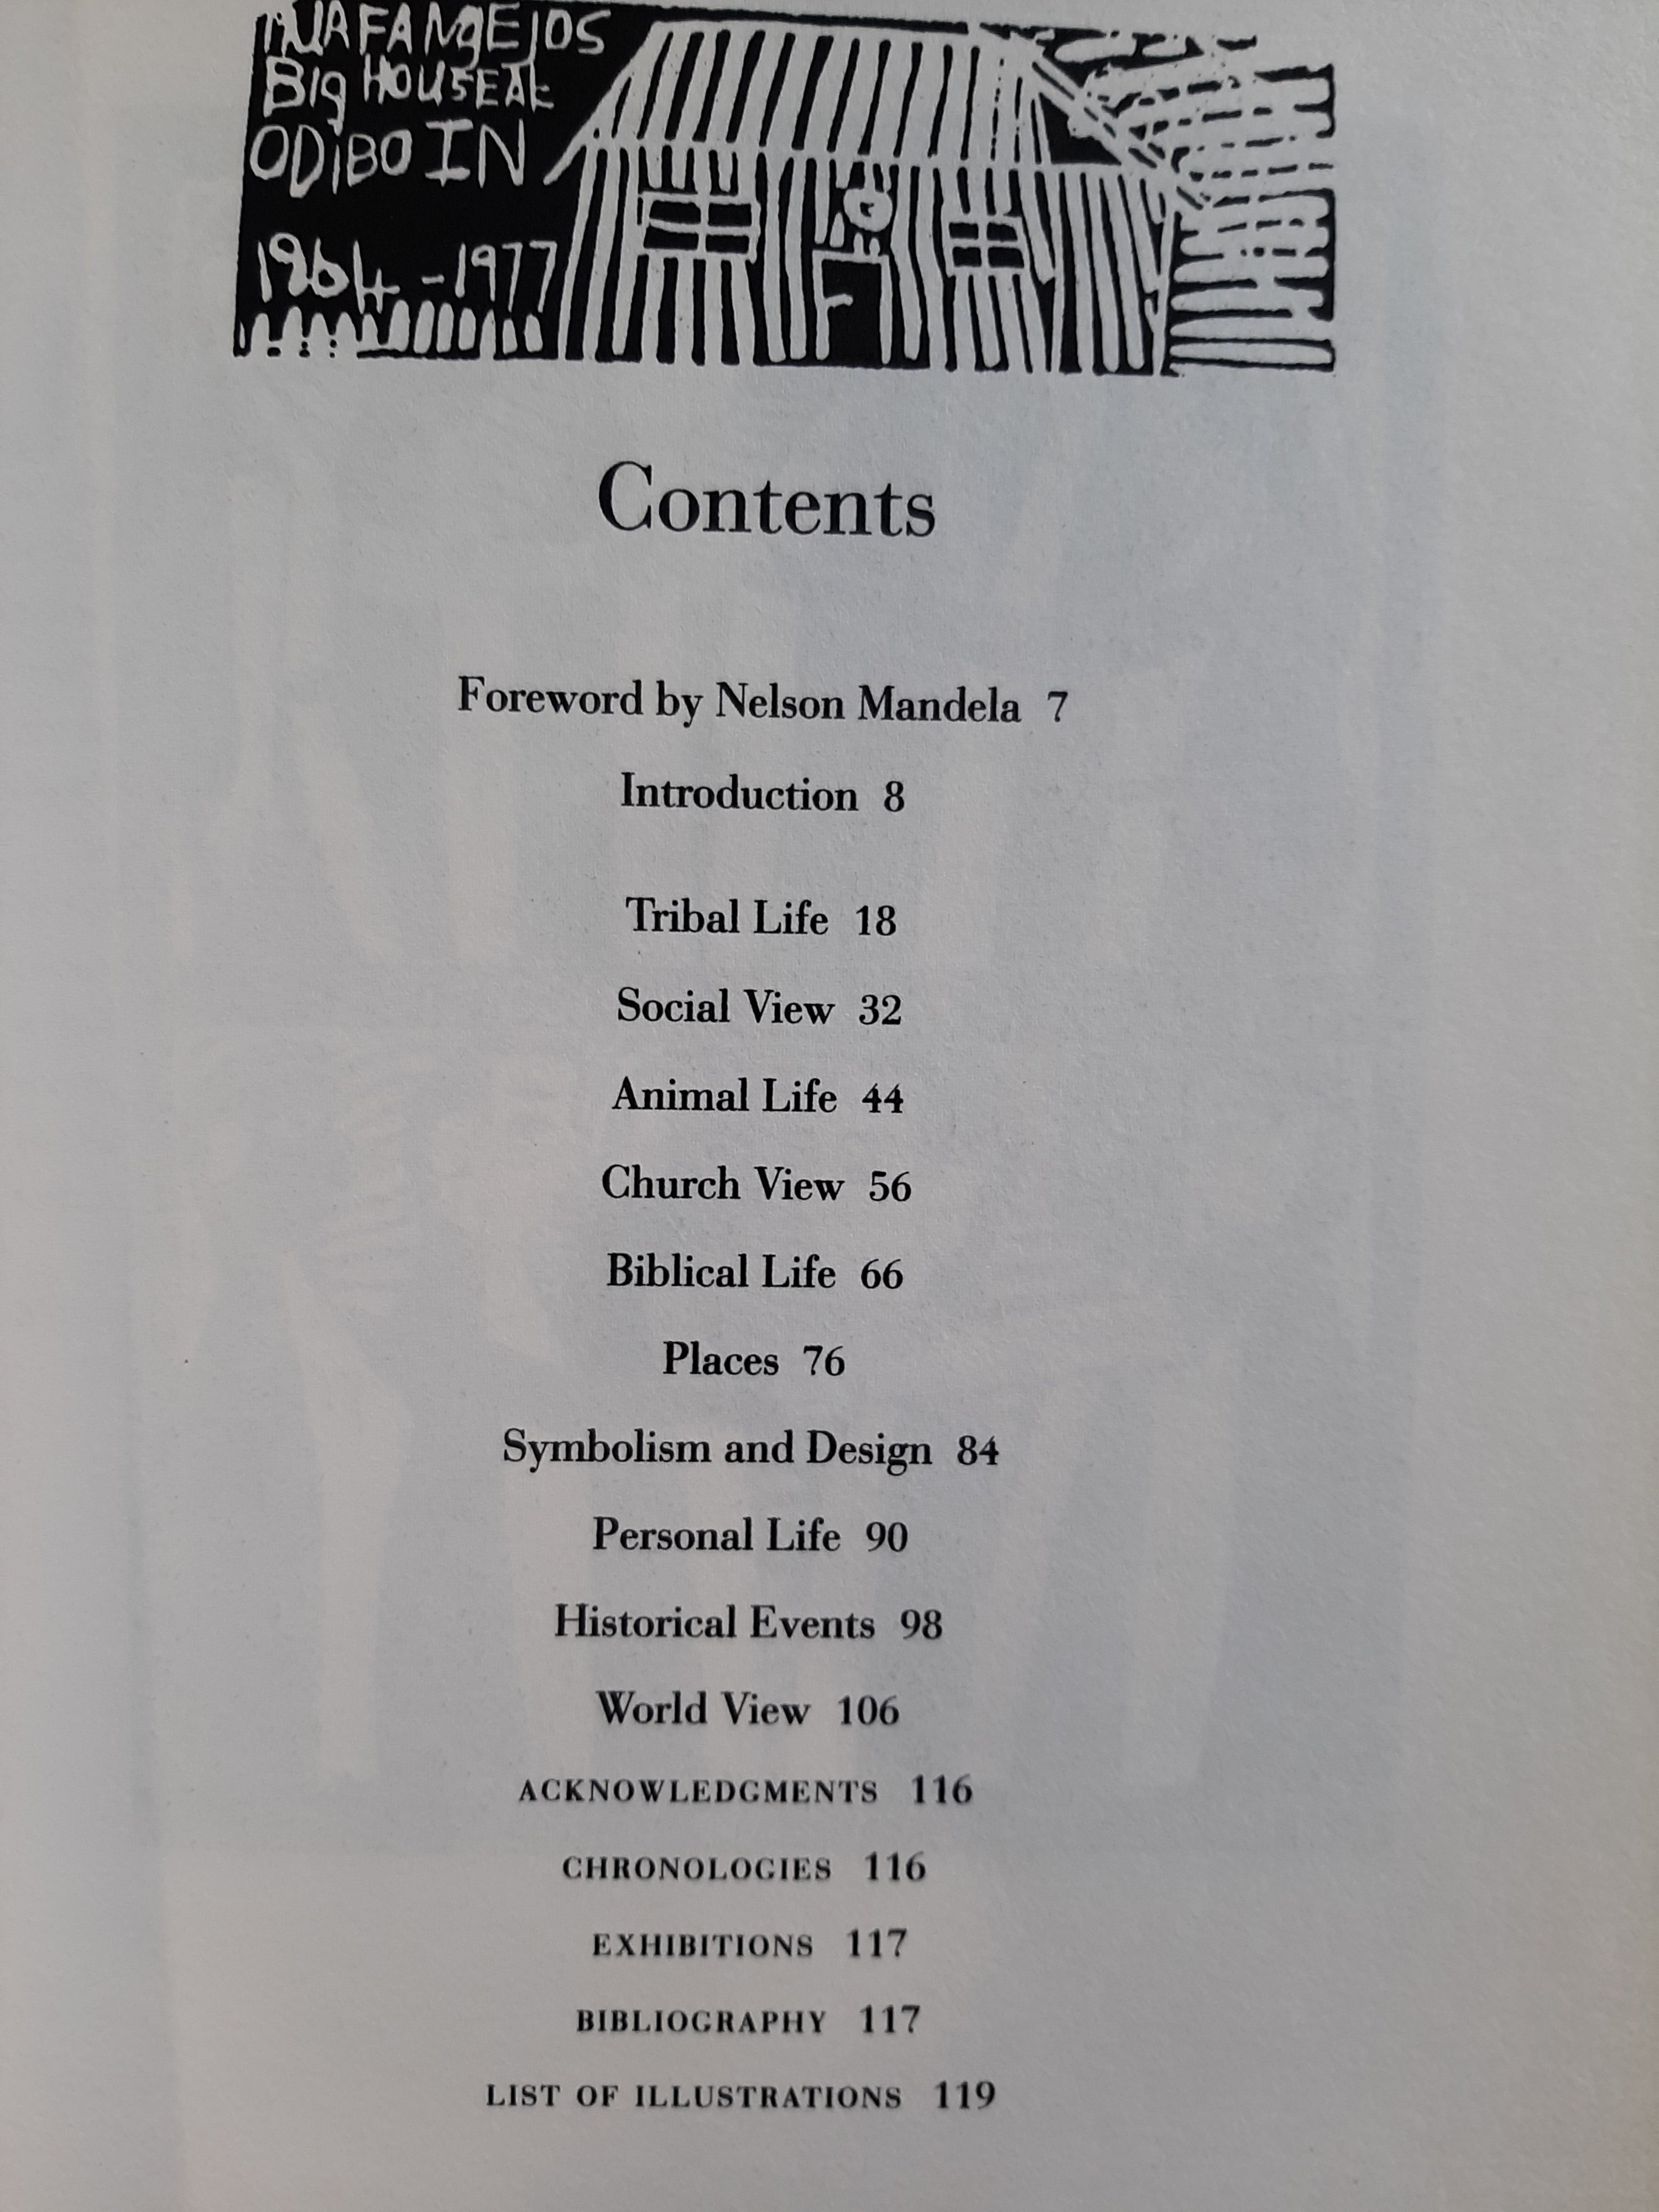 MUAFANGEJOS
Big HOUSE At
ODiBO IN
1964-1977
Contents
Foreword by Nelson Mandela 7
Introduction 8
Tribal Life 18
Social View 32
Animal Life 44
Church View 56
Biblical Life 66
Places 76
Symbolism and Design 84
Personal Life 90
Historical Events 98
World View 106
ACKNOWLEDGMENTS 116
CHRONOLOGIES 116
EXHIBITIONS 117
BIBLIOGRAPHY 117
LIST OF ILLUSTRATIONS 119